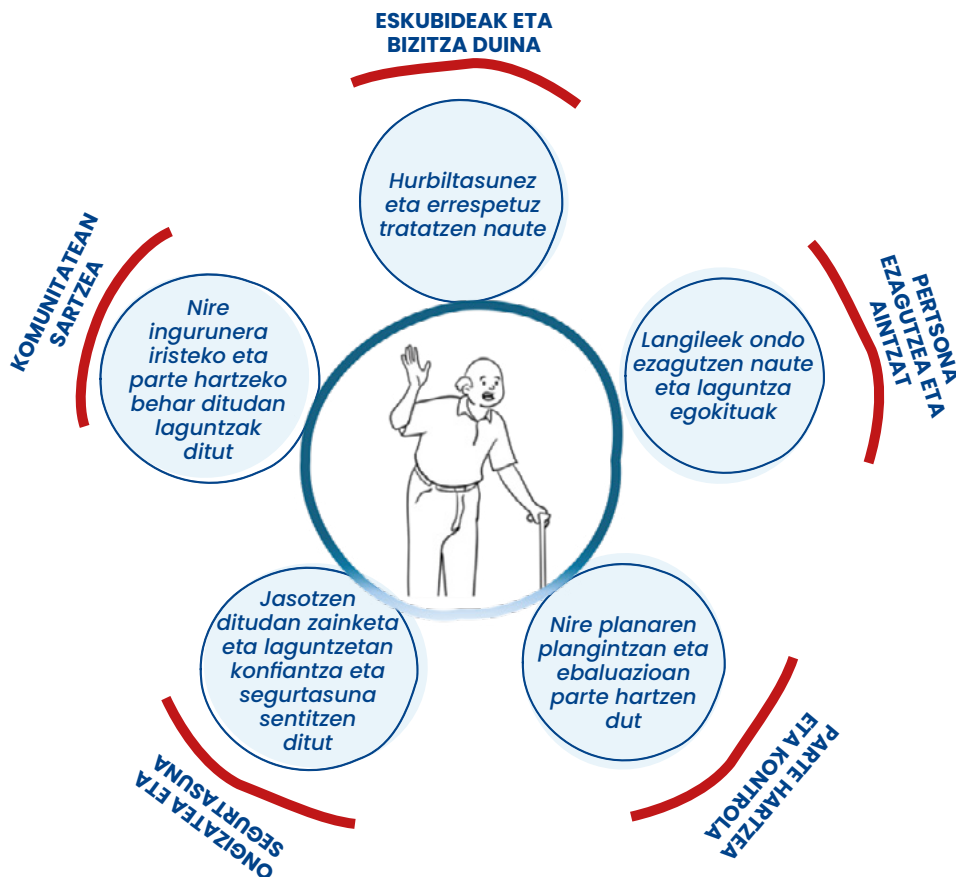 ESKUBIDEAK ETA
BIZITZA DUINA
Hurbiltasunez
eta errespetuz
tratatzen naute
PERTSONA
EZAGUTZEA ETA
AINTZAT
Langileek ondo
ezagutzen naute
eta laguntza
egokituak
PARTE HARTZEA
ETA KONTROLA
Nire planaren
plangintzan eta
ebaluazioan
parte hartzen
dut
ONGIZATEA ETA
SEGURTASUNA
Jasotzen
ditudan zainketa
eta laguntzetan
konfiantza eta
segurtasuna
sentitzen
ditut
KOMUNITATEAN
SARTZEA
Nire
ingurunera
iristeko eta
parte hartzeko
behar ditudan
laguntzak
ditut